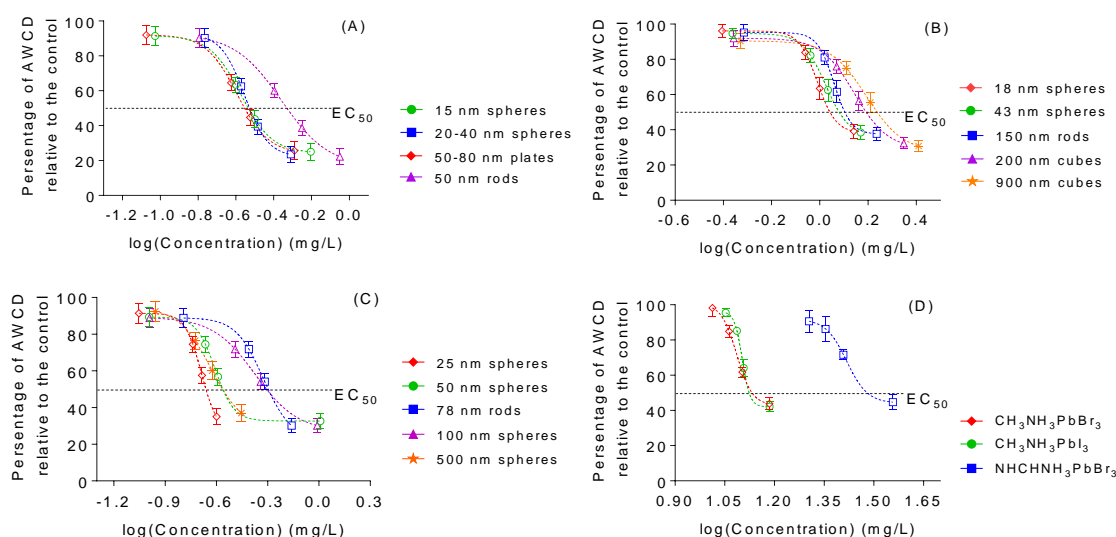 (A)
Persentage of AWCD
relative to the control
100
80
60
40
20
0
EC50
-1.2 -1.0 -0.8 -0.6 -0.4 -0.2 0.0
log(Concentration) (mg/L)
15 nm spheres
20-40 nm spheres
50-80 nm plates
50 nm rods
(B)
Persentage of AWCD
relative to the control
100
80
60
40
20
0
EC50
-0.6 -0.4 -0.2 0.0 0.2 0.4
log(Concentration) (mg/L)
18 nm spheres
43 nm spheres
150 nm rods
200 nm cubes
900 nm cubes
(C)
Persentage of AWCD
relative to the control
100
80
60
40
20
0
EC50
-1.2 -0.9 -0.6 -0.3 0.0 0.3
log(Concentration) (mg/L)
25 nm spheres
50 nm spheres
78 nm rods
100 nm spheres
500 nm spheres
(D)
Persentage of AWCD
relative to the control
100
80
60
40
20
0
EC50
0.90 1.05 1.20 1.35 1.50 1.65
log(Concentration) (mg/L)
CH3NH3PbBr3
CH3NH3PbI3
NHCHNH3PbBr3